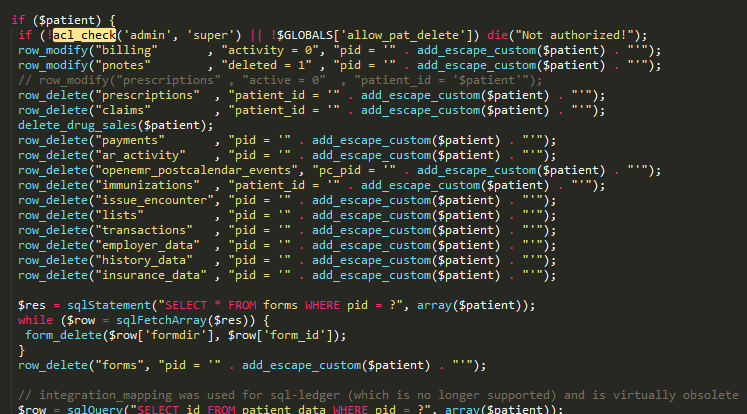 if ($patient) {
if (!acl_check('admin', 'super') || !$GLOBALS['allow_pat_delete']) die("Not authorized!");
row_modify("billing" , "activity = 0", "pid = '" . add_escape_custom($patient) . "'");
row_modify("pnotes" , "deleted = 1" , "pid = '" . add_escape_custom($patient) . "'");
// row_modify("prescriptions" , "active = 0" , "patient_id = '$patient'");
row_delete("prescriptions" , "patient_id = '" . add_escape_custom($patient) . "'");
row_delete("claims" , "patient_id = '" . add_escape_custom($patient) . "'");
delete_drug_sales($patient);
row_delete("payments" , "pid = '" . add_escape_custom($patient) . "'");
row_delete("ar_activity" , "pid = '" . add_escape_custom($patient) . "'");
row_delete("openemr_postcalendar_events", "pc_pid = '" . add_escape_custom($patient) . "'");
row_delete("immunizations" , "patient_id = '" . add_escape_custom($patient) . "'");
row_delete("issue_encounter", "pid = '" . add_escape_custom($patient) . "'");
row_delete("lists" , "pid = '" . add_escape_custom($patient) . "'");
row_delete("transactions" , "pid = '" . add_escape_custom($patient) . "'");
row_delete("employer_data" , "pid = '" . add_escape_custom($patient) . "'");
row_delete("history_data" , "pid = '" . add_escape_custom($patient) . "'");
row_delete("insurance_data" , "pid = '" . add_escape_custom($patient) . "'");
$res = sqlStatement("SELECT * FROM forms WHERE pid = ?", array($patient));
while ($row = sqlFetchArray($res)) {
form_delete($row['formdir'], $row['form_id']);
}
row_delete("forms", "pid = '" . add_escape_custom($patient) . "'");
// integration_mapping was used for sql-ledger (which is no longer supported) and is virtually obsolete
$row = sqlQuery("SELECT id FROM patient_data WHERE pid = ?", array($patient));